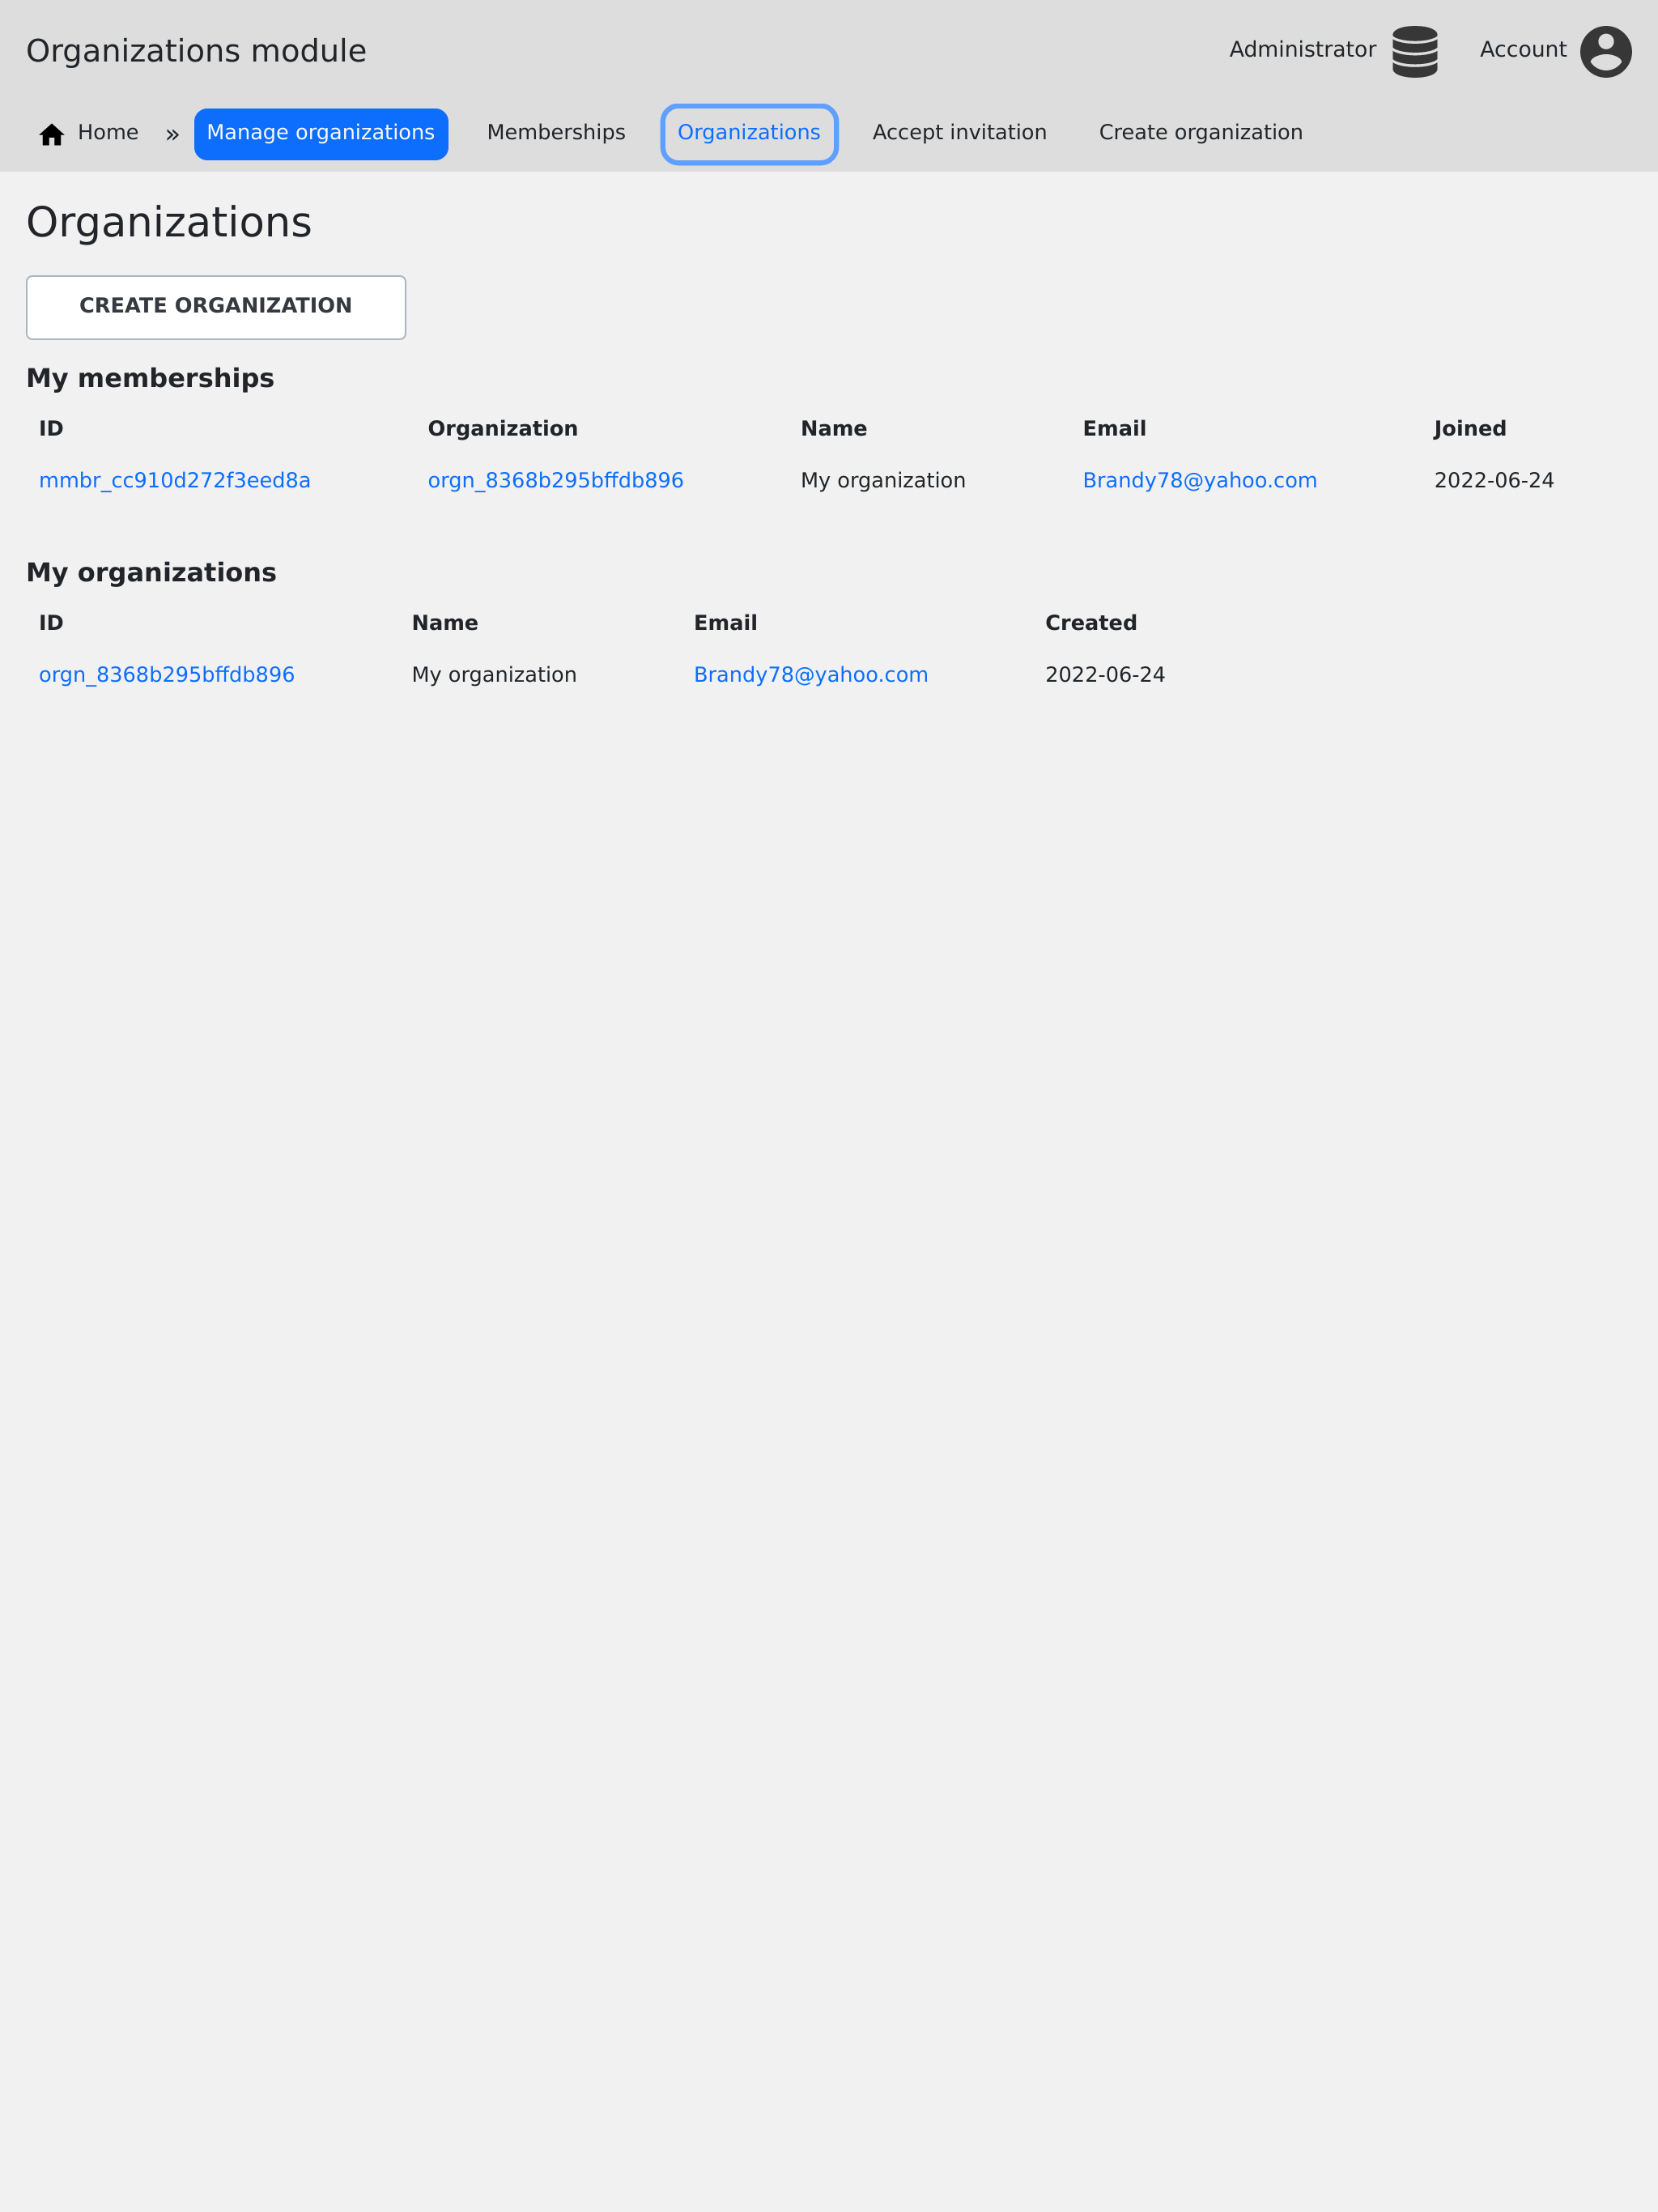 Organizations module
Administrator
Account
Home » Manage organizations Memberships Organizations Accept invitation Create organization
Organizations
CREATE ORGANIZATION
My memberships
ID Organization Name Email Joined
mmbr_cc910d272f3eed8a orgn_8368b295bffdb896 My organization Brandy78@yahoo.com 2022-06-24
My organizations
ID Name Email Created
orgn_8368b295bffdb896 My organization Brandy78@yahoo.com 2022-06-24